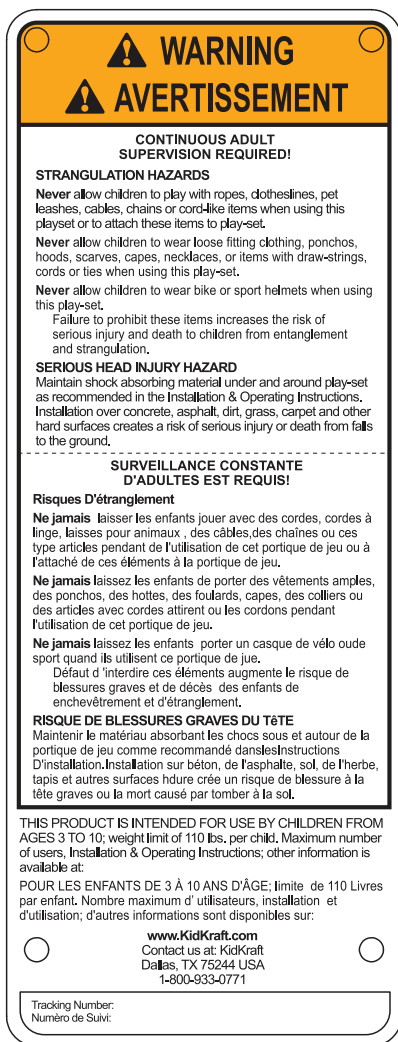 WARNING
AVERTISSEMENT
CONTINUOUS ADULT
SUPERVISION REQUIRED!
STRANGULATION HAZARDS
Never allow children to play with ropes, clotheslines, pet
leashes, cables, chains or cord-like items when using this
playset or to attach these items to play-set.
Never allow children to wear loose fitting clothing, ponchos,
hoods, scarves, capes, necklaces, or items with draw-strings,
cords or ties when using this play-set.
Never allow children to wear bike or sport helmets when using
this play-set.
Failure to prohibit these items increases the risk of
serious injury and death to children from entanglement
and strangulation.
SERIOUS HEAD INJURY HAZARD
Maintain shock absorbing material under and around play-set
as recommended in the Installation & Operating Instructions.
Installation over concrete, asphalt, dirt, grass, carpet and other
hard surfaces creates a risk of serious injury or death from falls
to the ground.
SURVEILLANCE CONSTANTE
D'ADULTES EST REQUIS!
Risques D'étranglement
Ne jamais laisser les enfants jouer avec des cordes, cordes à
linge, laisses pour animaux , des câbles,des chaînes ou ces
type articles pendant de l'utilisation de cet portique de jeu ou à
l'attaché de ces éléments à la portique de jeu.
Ne jamais laissez les enfants de porter des vêtements amples,
des ponchos, des hottes, des foulards, capes, des colliers ou
des articles avec cordes attirent ou les cordons pendant
l'utilisation de cet portique de jeu.
Ne jamais laissez les enfants porter un casque de vélo oude
sport quand ils utilisent ce portique de jue.
Défaut d 'interdire ces éléments augmente le risque de
blessures graves et de décès des enfants de
enchevêtrement et d'étranglement.
RISQUE DE BLESSURES GRAVES DU TêTE
Maintenir le matériau absorbant les chocs sous et autour de la
portique de jeu comme recommandé danslesInstructions
D'installation.Installation sur béton, de l'asphalte, sol, de l'herbe,
tapis et autres surfaces hdure crée un risque de blessure à la
tête graves ou la mort causé par tomber à la sol.
THIS PRODUCT IS INTENDED FOR USE BY CHILDREN FROM
AGES 3 TO 10; weight limit of 110 lbs. per child. Maximum number
of users, Installation & Operating Instructions; other information is
available at:
POUR LES ENFANTS DE 3 À 10 ANS D'ÂGE; limite de 110 Livres
par enfant. Nombre maximum d' utilisateurs, installation et
d'utilisation; d'autres informations sont disponibles sur:
www.KidKraft.com
Contact us at: KidKraft
Dallas, TX 75244 USA
1-800-933-0771
Tracking Number:
Numèro de Suivi: